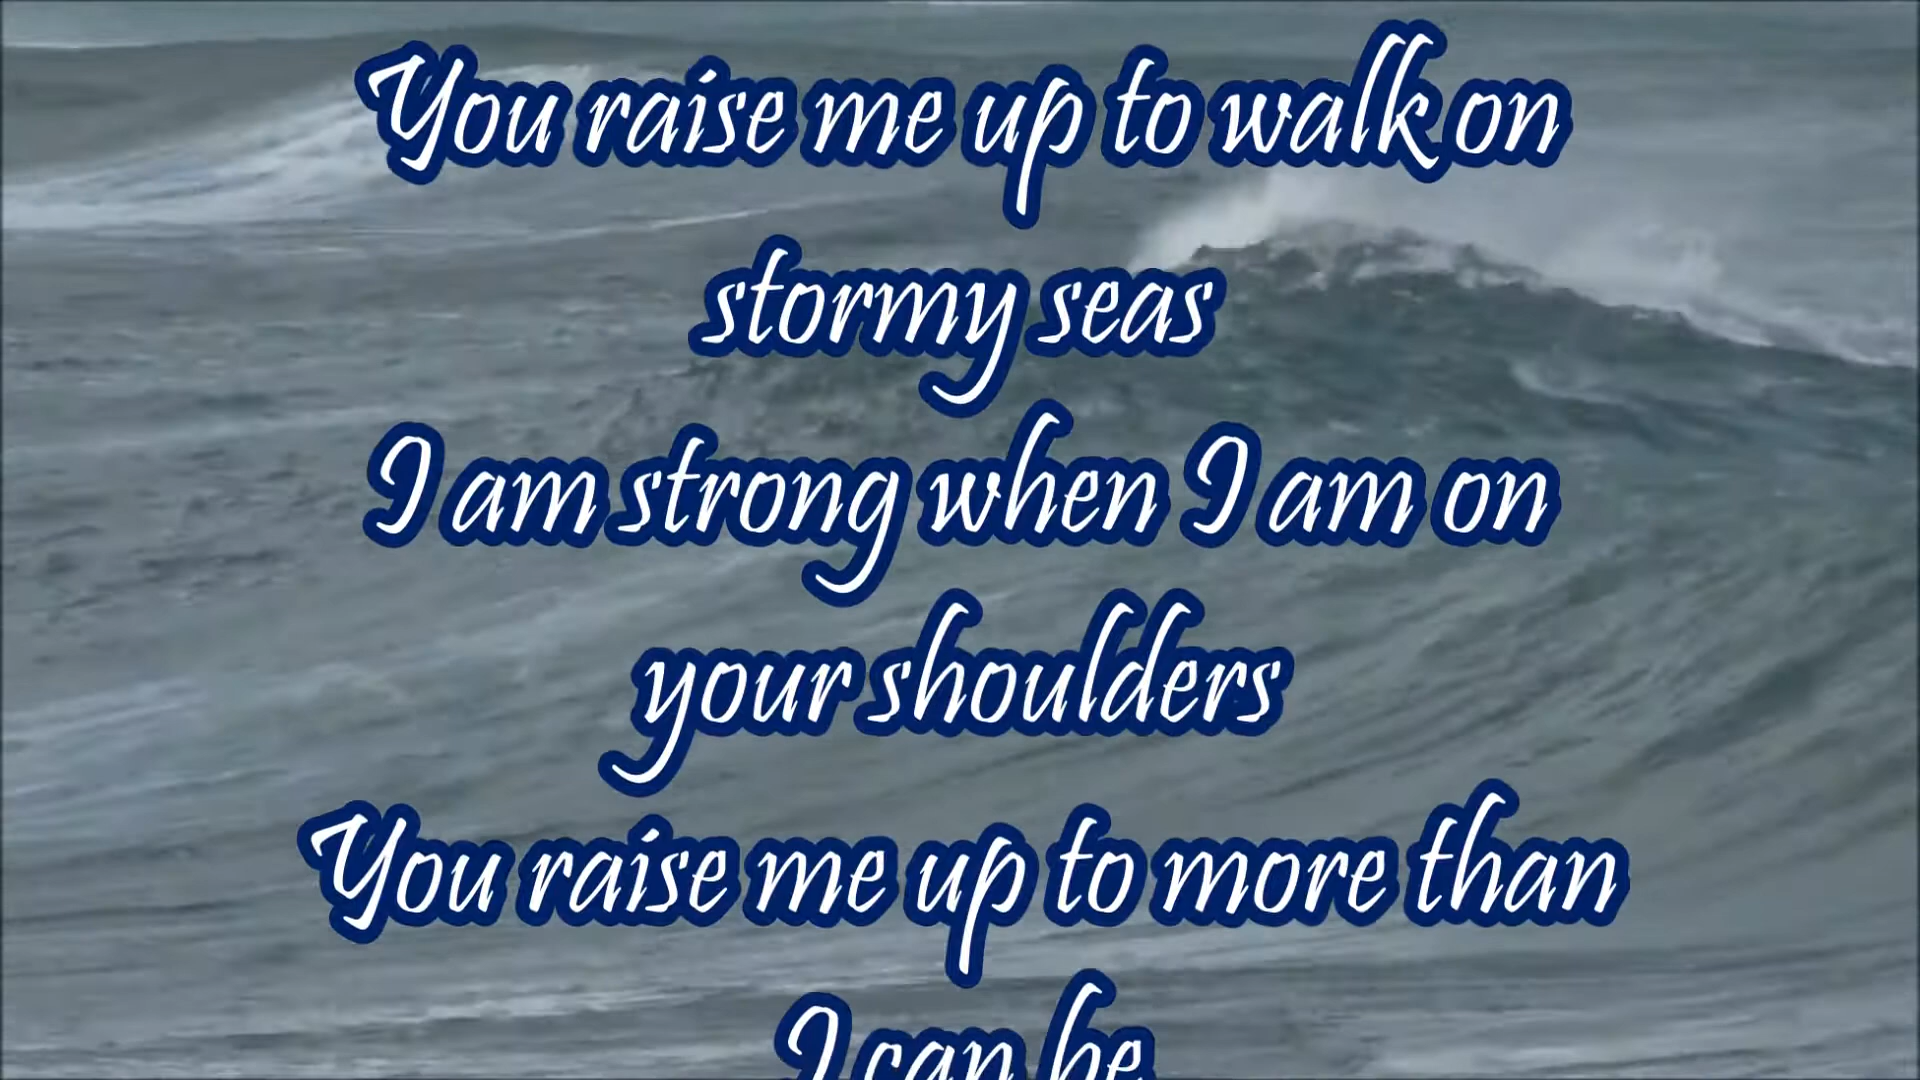 You raise me up to walk on
stormy seas
I am strong when I am on
your shoulders
You raise me up to more than
I can be